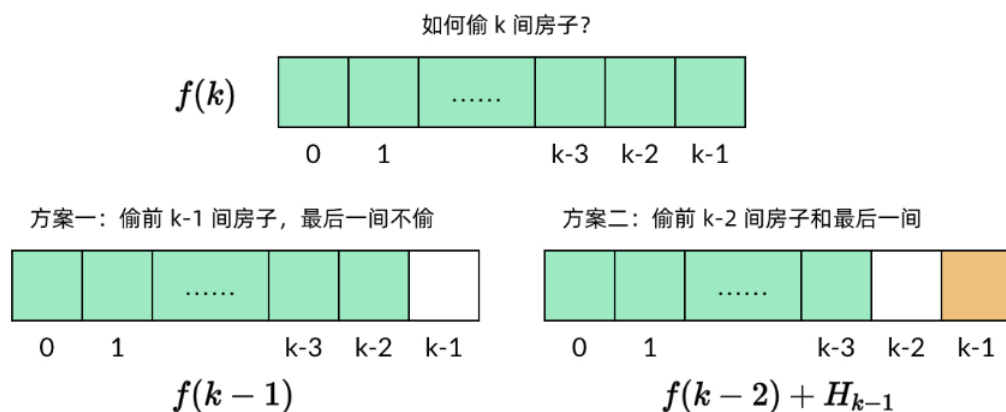 如何偷 k 间房子？
f(k)
……
0 1 k-3 k-2 k-1
方案一：偷前 k-1 间房子，最后一间不偷
……
0 1 k-3 k-2 k-1
f(k − 1)
方案二：偷前 k-2 间房子和最后一间
……
0 1 k-3 k-2 k-1
f(k − 2) + Hₖ₋₁